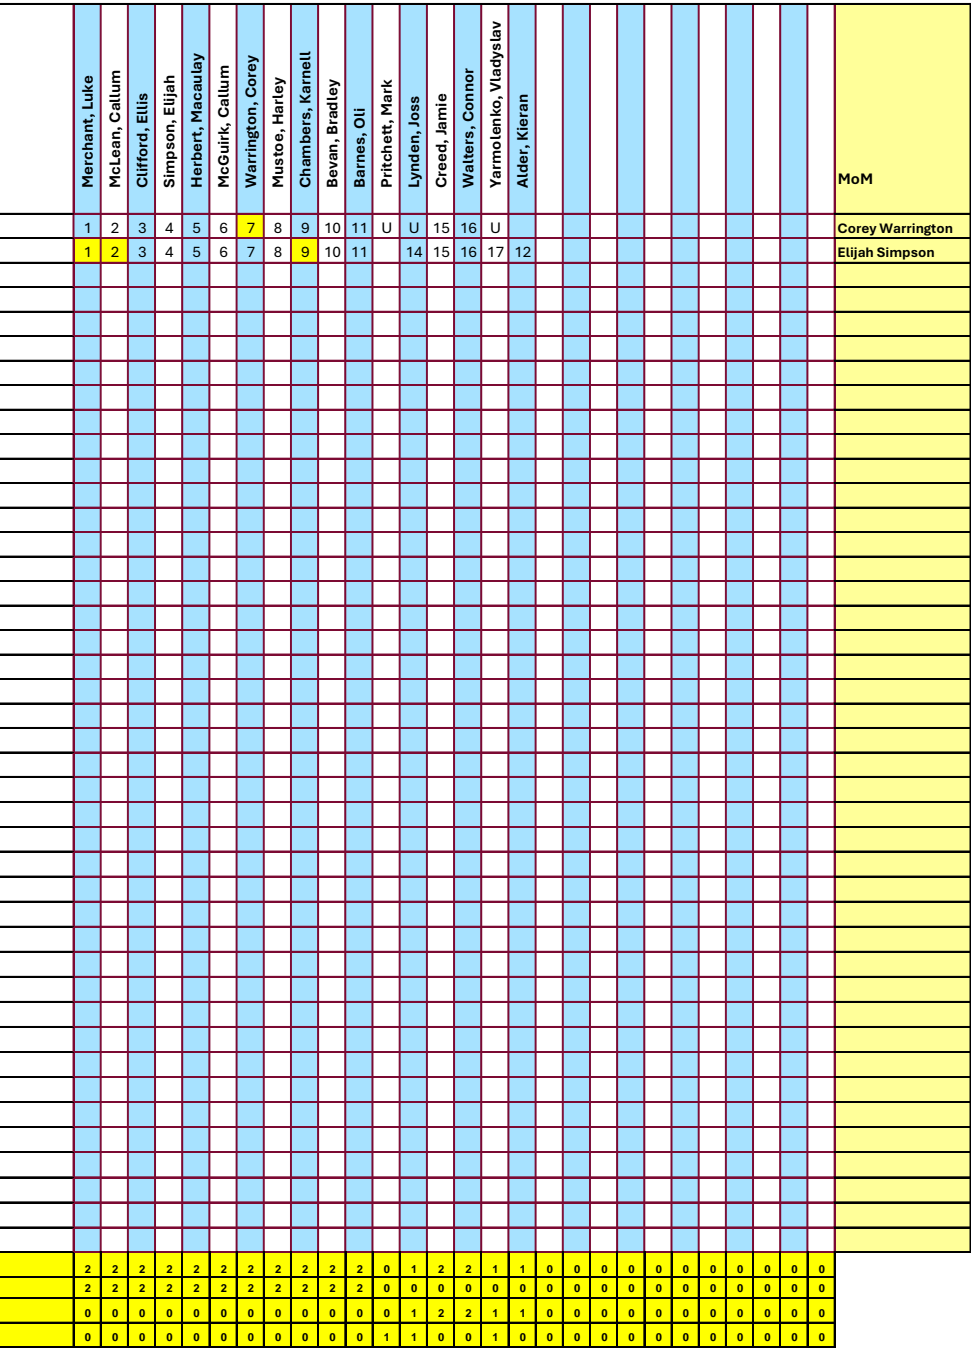 Merchant, Luke
McLean, Callum
Clifford, Ellis
Simpson, Elijah
Herbert, Macaulay
McGuirk, Callum
Warrington, Corey
Mustoe, Harley
Chambers, Karnell
Bevan, Bradley
Barnes, Oli
Pritchett, Mark
Lynden, Joss
Creed, Jamie
Walters, Connor
Yarmolenko, Vladyslav
Alder, Kieran
MoM
1 2 3 4 5 6 7 8 9 10 11 U U 15 16 U Corey Warrington
1 2 3 4 5 6 7 8 9 10 11 14 15 16 17 12 Elijah Simpson
2 2 2 2 2 2 2 2 2 2 2 0 1 2 2 1 1 0 0 0 0 0 0 0 0 0 0 0
2 2 2 2 2 2 2 2 2 2 2 0 0 0 0 0 0 0 0 0 0 0 0 0 0 0 0 0
0 0 0 0 0 0 0 0 0 0 0 0 1 2 2 1 1 0 0 0 0 0 0 0 0 0 0 0
0 0 0 0 0 0 0 0 0 0 0 1 1 0 0 1 0 0 0 0 0 0 0 0 0 0 0 0